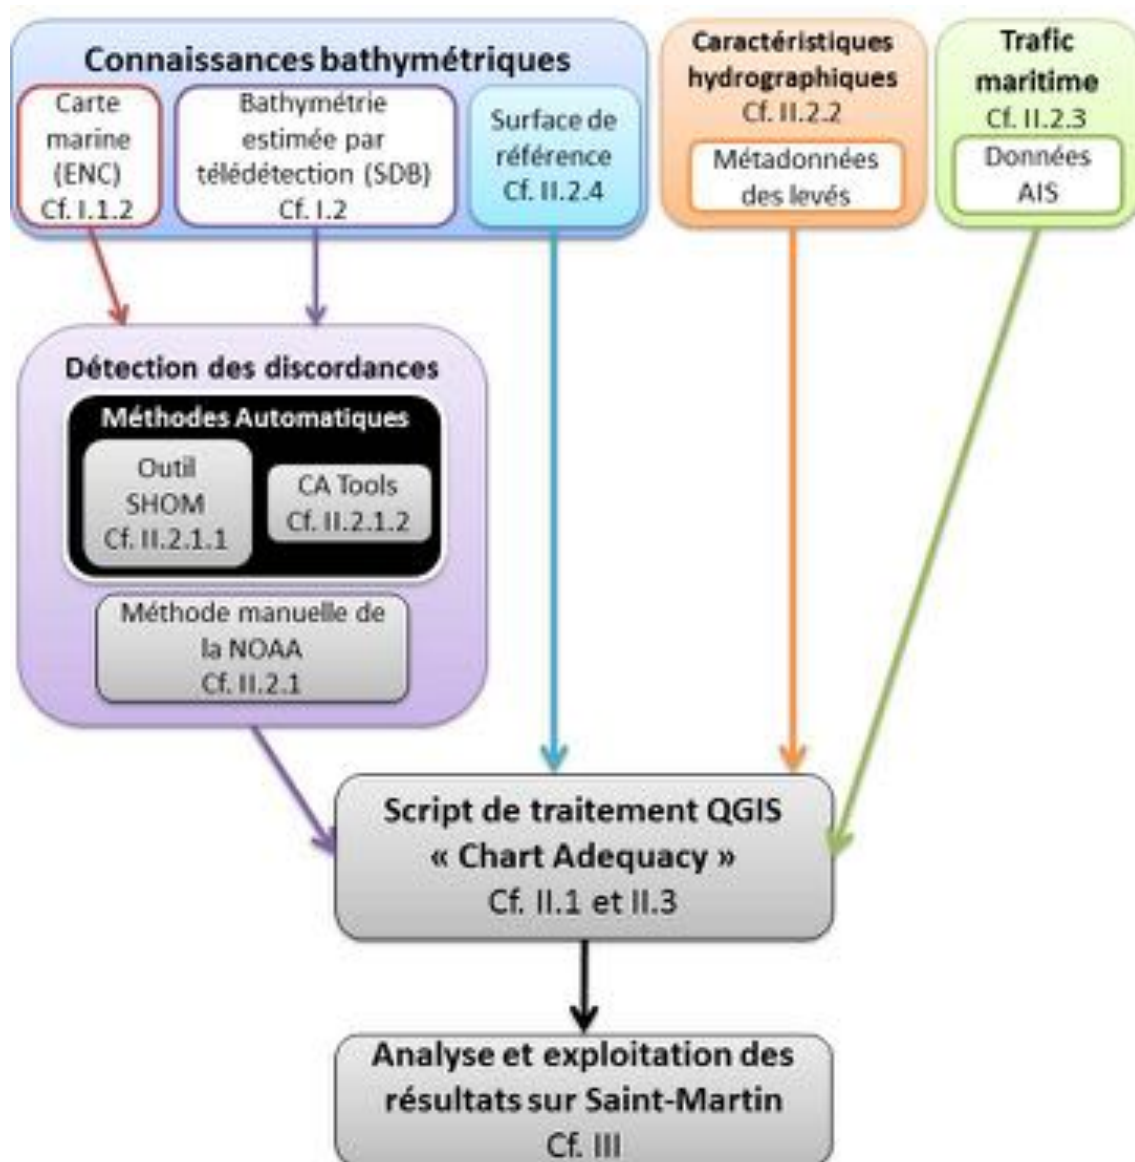 Connaissances bathymétriques
Carte
marine
(ENC)
Cf. I.1.2
Bathymétrie
estimée par
télédétection (SDB)
Cf. I.2
Surface de
référence
Cf. II.2.4
Caractéristiques
hydrographiques
Cf. II.2.2
Métadonnées
des levés
Trafic
maritime
Cf. II.2.3
Données
AIS
Détection des discordances
Méthodes Automatiques
Outil
SHOM
Cf. II.2.1.1
CA Tools
Cf. II.2.1.2
Méthode manuelle de
la NOAA
Cf. II.2.1
Script de traitement QGIS
« Chart Adequacy »
Cf. II.1 et II.3
Analyse et exploitation des
résultats sur Saint-Martin
Cf. III